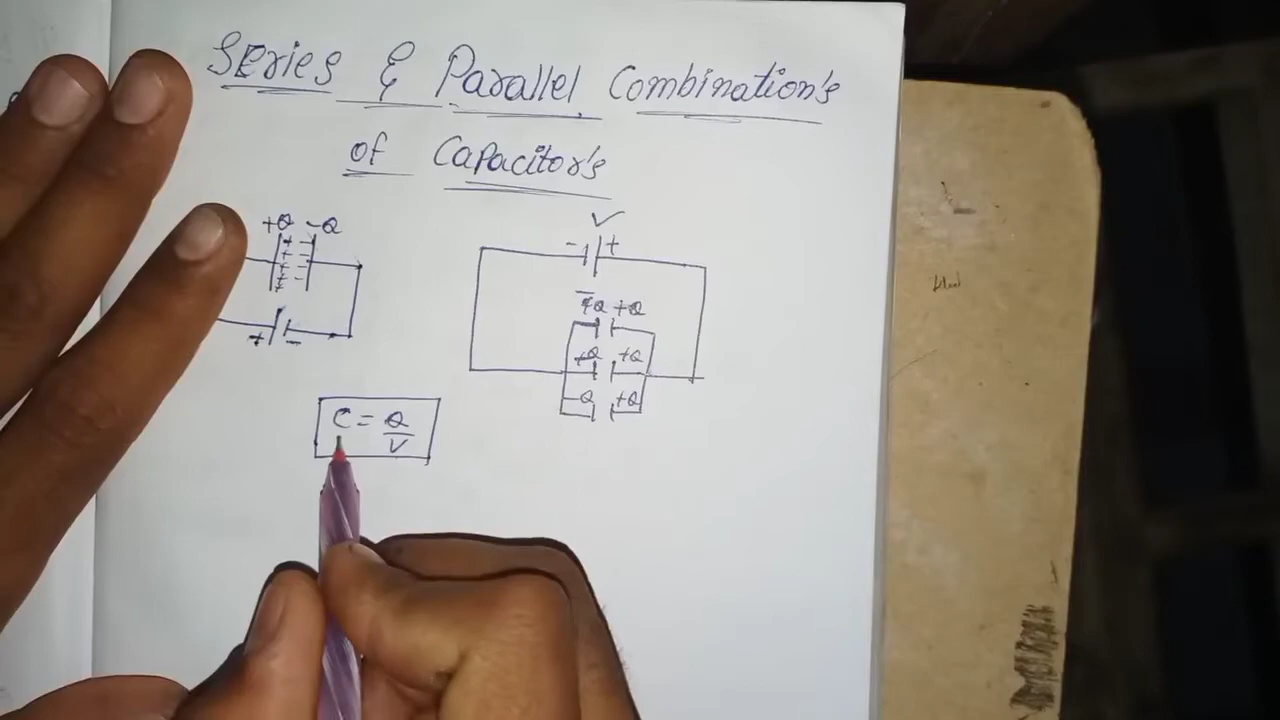 Series & Parallel Combination's
of Capacitor's
+Q -Q
+ -
V
- +
-Q +Q
+Q +Q
-Q +Q
C = Q/V